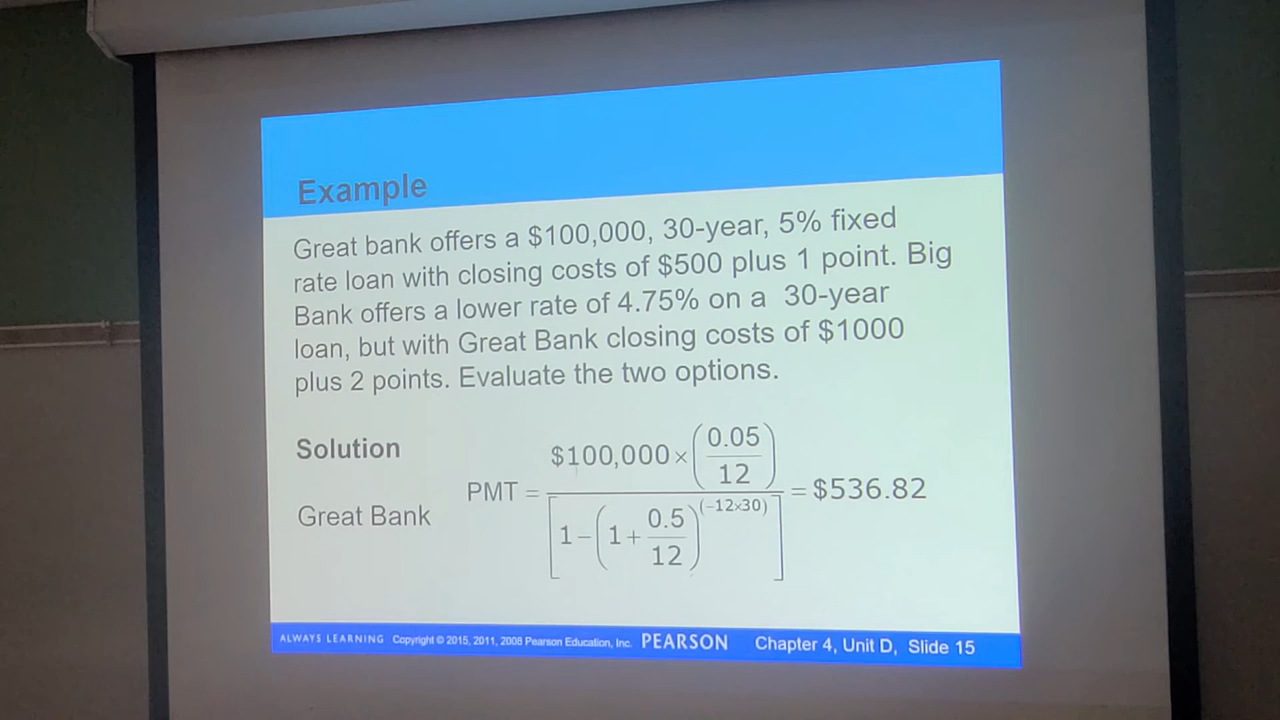 Example
Great bank offers a $100,000, 30-year, 5% fixed
rate loan with closing costs of $500 plus 1 point. Big
Bank offers a lower rate of 4.75% on a 30-year
loan, but with Great Bank closing costs of $1000
plus 2 points. Evaluate the two options.
Solution
Great Bank
PMT = $100,000 × (0.05/12) / [1 − (1 + 0.5/12)^(−12×30)] = $536.82
ALWAYS LEARNING Copyright © 2015, 2011, 2008 Pearson Education, Inc. PEARSON Chapter 4, Unit D, Slide 15